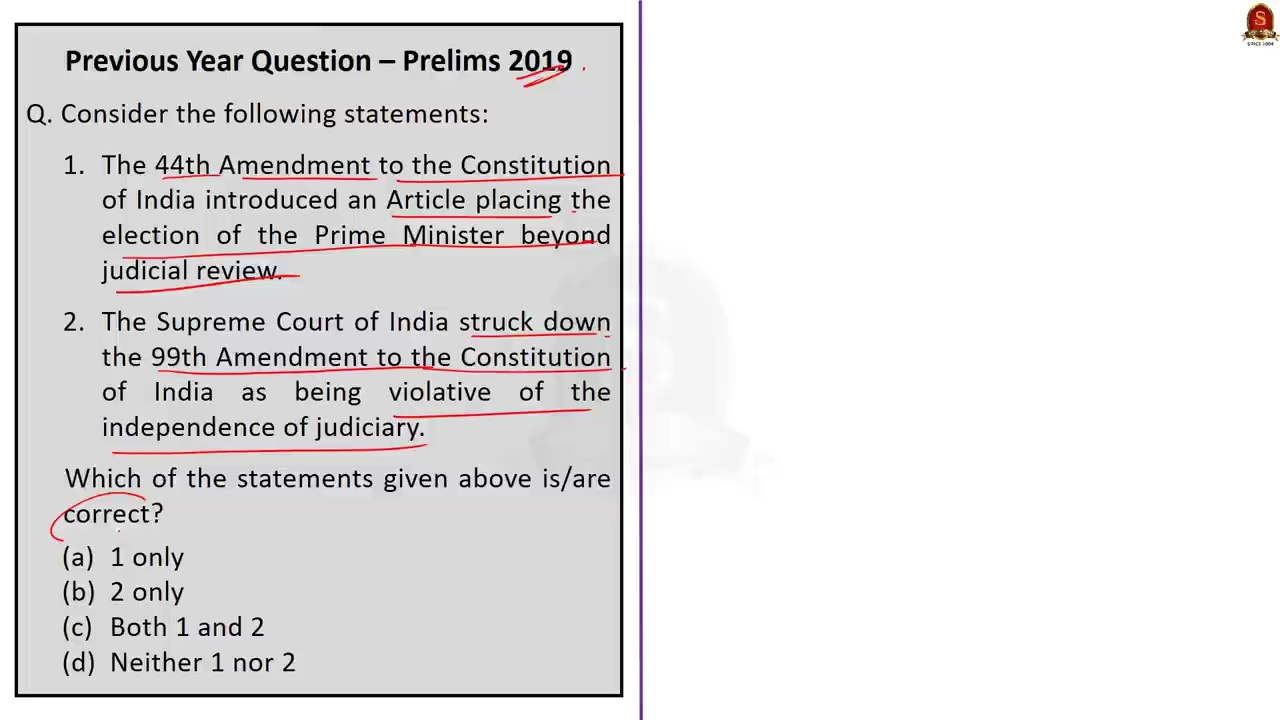 S
SINCE 2004
Previous Year Question – Prelims 2019
Q. Consider the following statements:
1. The 44th Amendment to the Constitution
of India introduced an Article placing the
election of the Prime Minister beyond
judicial review.
2. The Supreme Court of India struck down
the 99th Amendment to the Constitution
of India as being violative of the
independence of judiciary.
Which of the statements given above is/are
correct?
(a) 1 only
(b) 2 only
(c) Both 1 and 2
(d) Neither 1 nor 2